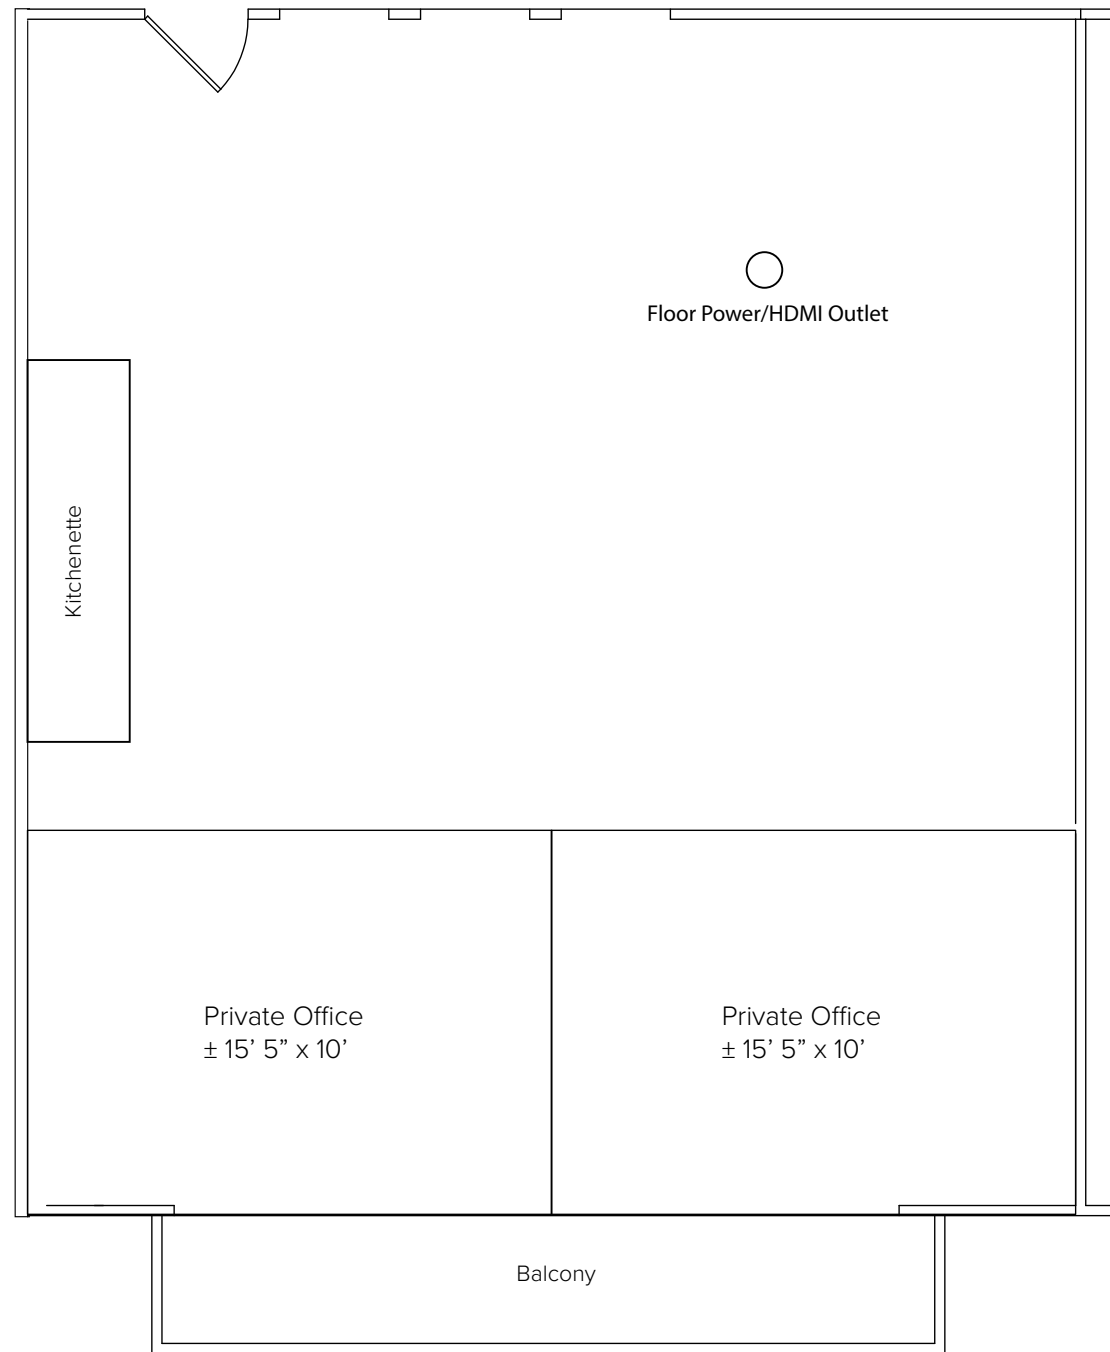 Floor Power/HDMI Outlet
Kitchenette
Private Office
± 15’ 5” x 10’
Private Office
± 15’ 5” x 10’
Balcony